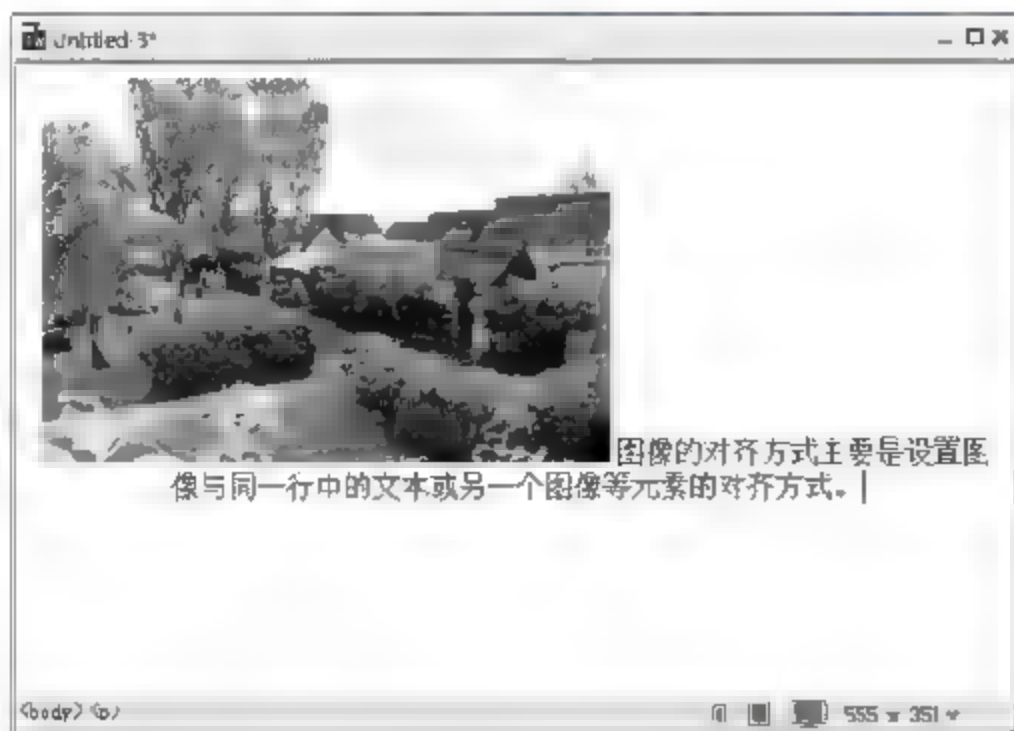 Untitled-3*
图像的对齐方式主要是设置图
像与同一行中的文本或另一个图像等元素的对齐方式。
<body> <p>
555 x 351